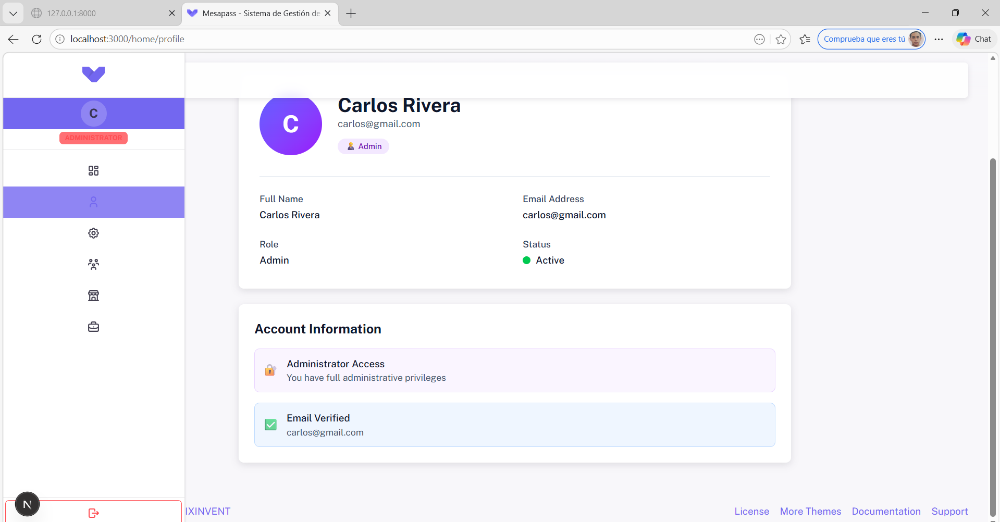 127.0.0.1:8000
Mesapass - Sistema de Gestión de
localhost:3000/home/profile
Comprueba que eres tú
Chat
C
ADMINISTRATOR
C
Carlos Rivera
carlos@gmail.com
Admin
Full Name
Carlos Rivera
Email Address
carlos@gmail.com
Role
Admin
Status
Active
Account Information
Administrator Access
You have full administrative privileges
Email Verified
carlos@gmail.com
N
IXINVENT
License
More Themes
Documentation
Support